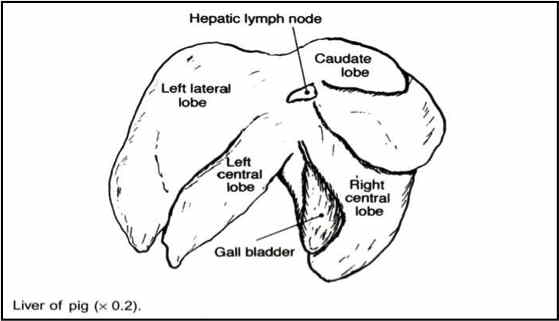 Hepatic lymph node
Caudate
lobe
Left lateral
lobe
Left
central
lobe
Right
central
lobe
Gall bladder
Liver of pig (× 0.2).